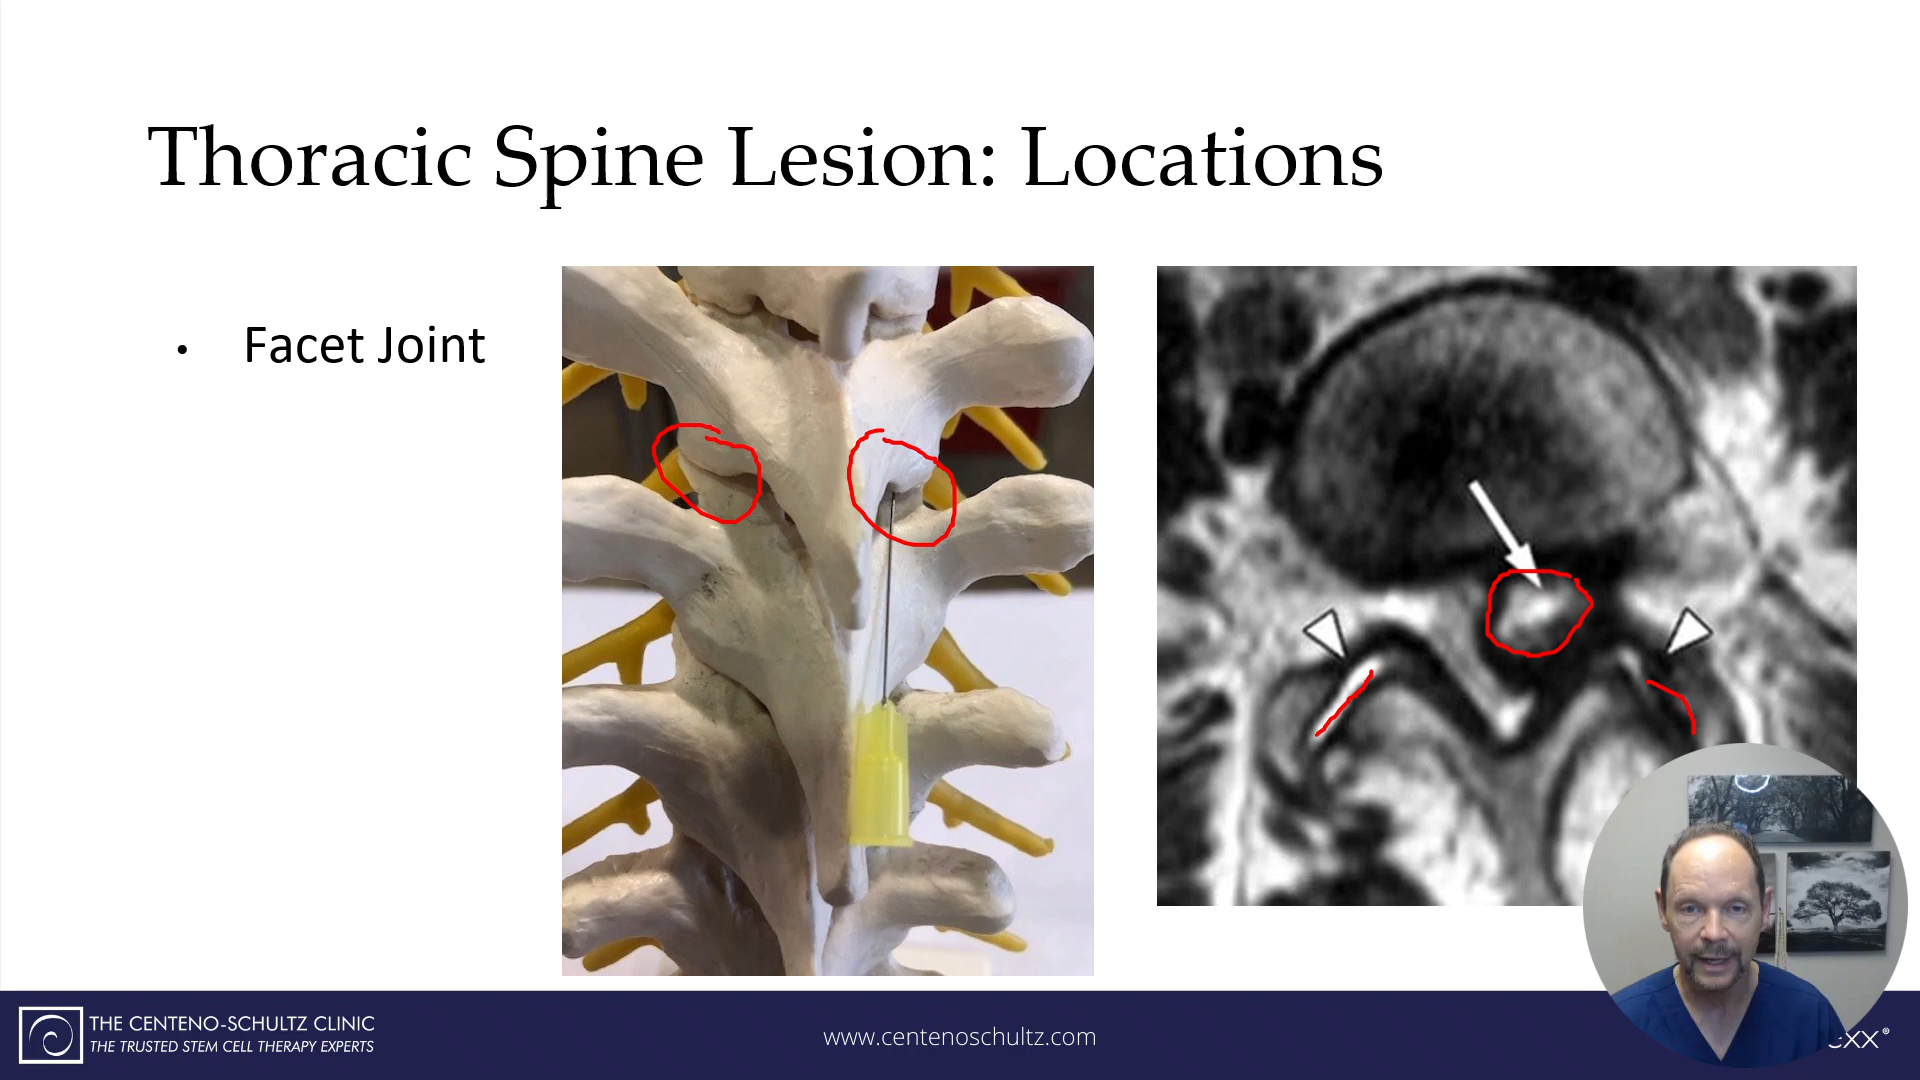 Thoracic Spine Lesion: Locations
• Facet Joint
THE CENTENO-SCHULTZ CLINIC
THE TRUSTED STEM CELL THERAPY EXPERTS
www.centenoschultz.com